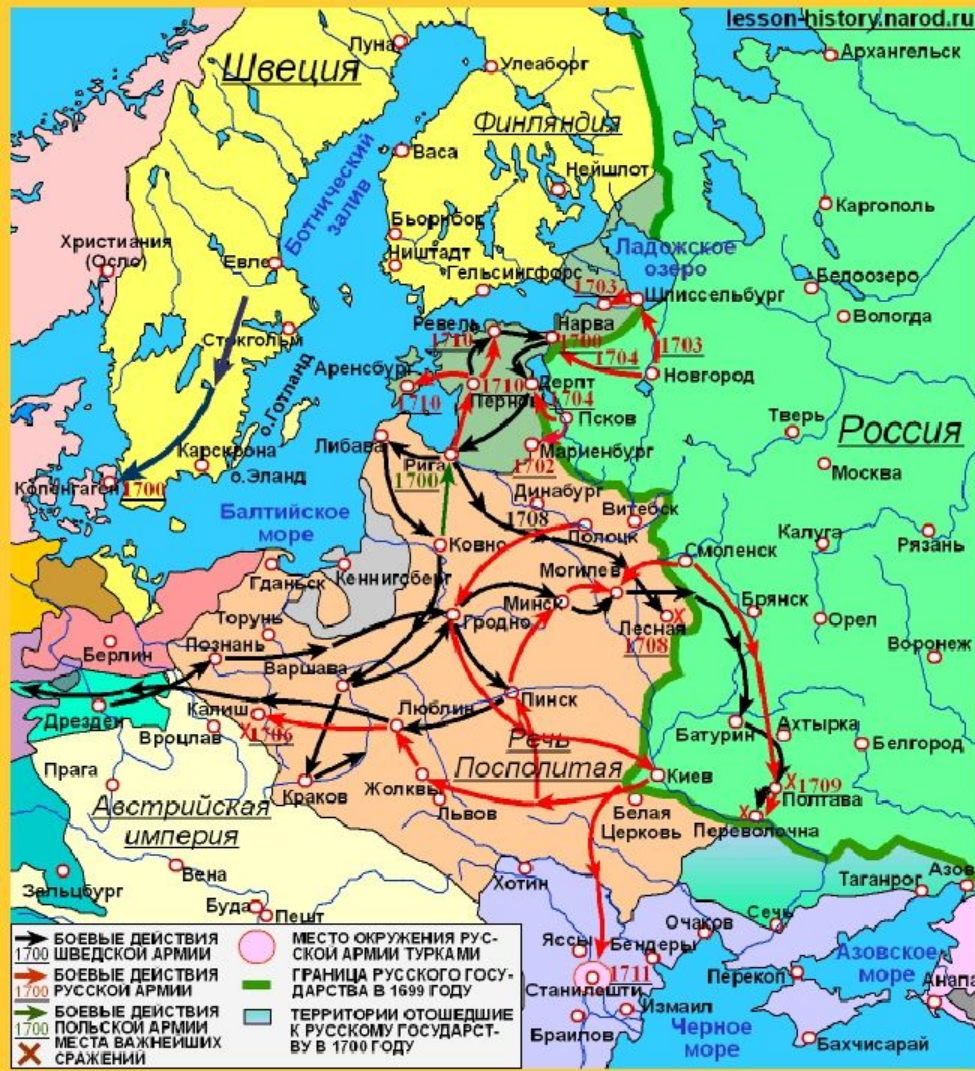 lesson-history.narod.ru
Луна
Архангельск
Швеция
Улеаборг
Финляндия
Васа
Нейшлот
Ботнический
залив
Каргополь
Бьорнборг
Христиания
(Осло)
Ништадт
Ладожское
озеро
Евле
Гельсингфорс
Белоозеро
1703
Шлиссельбург
Вологда
Стокгольм
Ревель
1710
Нарва
1700
1703
1704
Аренсбург
1710
о.Готланд
1710
Пернов
Дерпт
1704
Новгород
Псков
Тверь
Россия
Либава
Карскрона
о.Эланд
Рига
1700
Мариенбург
1702
Москва
Копенгаген
1700
Динабург
1708
Витебск
Балтийское
море
Полоцк
Калуга
Рязань
Ковно
Смоленск
Гданьск
Кеннигсберг
Могилев
Торунь
Гродно
Минск
Брянск
Орел
Лесная
1708
Воронеж
Берлин
Познань
Варшава
Дрезден
Калиш
1706
Люблин
Пинск
Батурин
Ахтырка
Белгород
Вроцлав
Речь
Посполитая
Прага
Киев
1709
Полтава
Краков
Жолквы
Львов
Австрийская
империя
Белая
Церковь
Переволочна
Вена
Хотин
Таганрог
Азов
Зальцбург
Буда
Пешт
Очаков
Сечь
Яссы
Бендеры
Азовское
море
1711
Перекоп
Анапа
Станилешти
Измаил
Браилов
Черное
море
Бахчисарай
БОЕВЫЕ ДЕЙСТВИЯ
1700 ШВЕДСКОЙ АРМИИ
БОЕВЫЕ ДЕЙСТВИЯ
1700 РУССКОЙ АРМИИ
БОЕВЫЕ ДЕЙСТВИЯ
1700 ПОЛЬСКОЙ АРМИИ
МЕСТА ВАЖНЕЙШИХ
СРАЖЕНИЙ
МЕСТО ОКРУЖЕНИЯ РУС-
СКОЙ АРМИИ ТУРКАМИ
ГРАНИЦА РУССКОГО ГОСУ-
ДАРСТВА В 1699 ГОДУ
ТЕРРИТОРИИ ОТОШЕДШИЕ
К РУССКОМУ ГОСУДАРСТ-
ВУ В 1700 ГОДУ